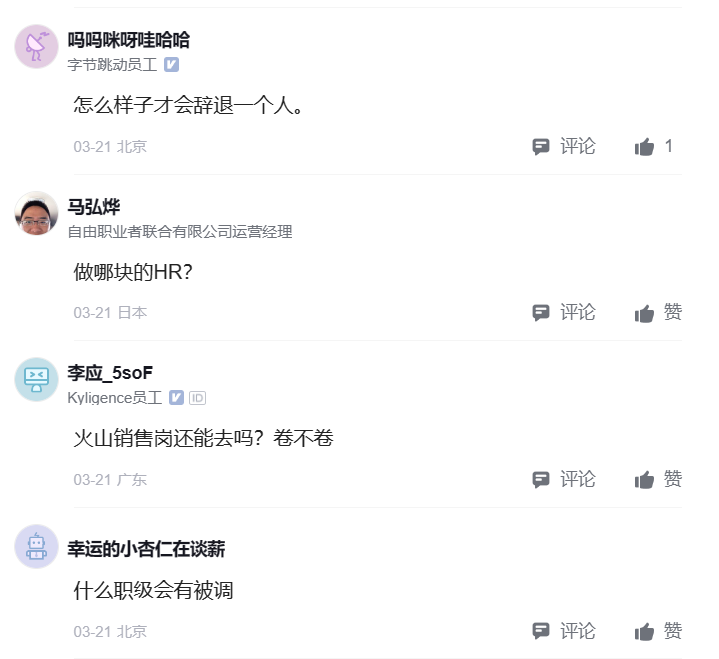 吗吗咪呀哇哈哈
字节跳动员工 V
怎么样子才会辞退一个人。
03-21 北京 评论 1
马弘烨
自由职业者联合有限公司运营经理
做哪块的HR?
03-21 日本 评论 赞
李应_5soF
Kyligence员工 V ID
火山销售岗还能去吗？卷不卷
03-21 广东 评论 赞
幸运的小杏仁在谈薪
什么职级会有被调
03-21 北京 评论 赞